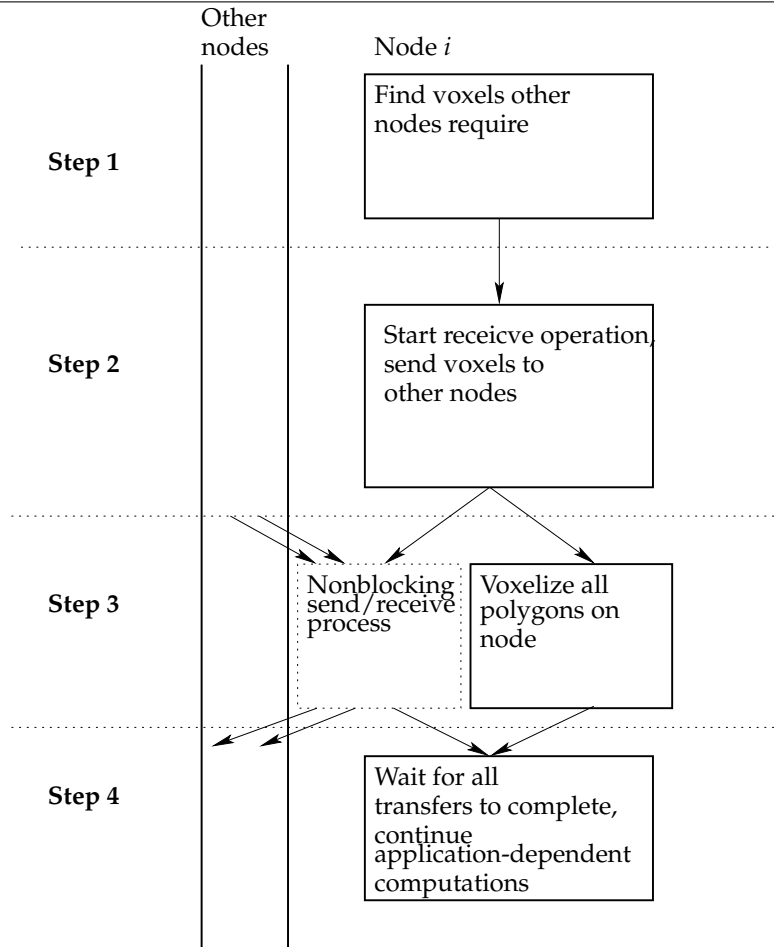 Other
nodes
Node i
Find voxels other
nodes require
Step 1
Start receicve operation,
send voxels to
other nodes
Step 2
Nonblocking
send/receive
process
Voxelize all
polygons on
node
Step 3
Wait for all
transfers to complete,
continue
application-dependent
computations
Step 4